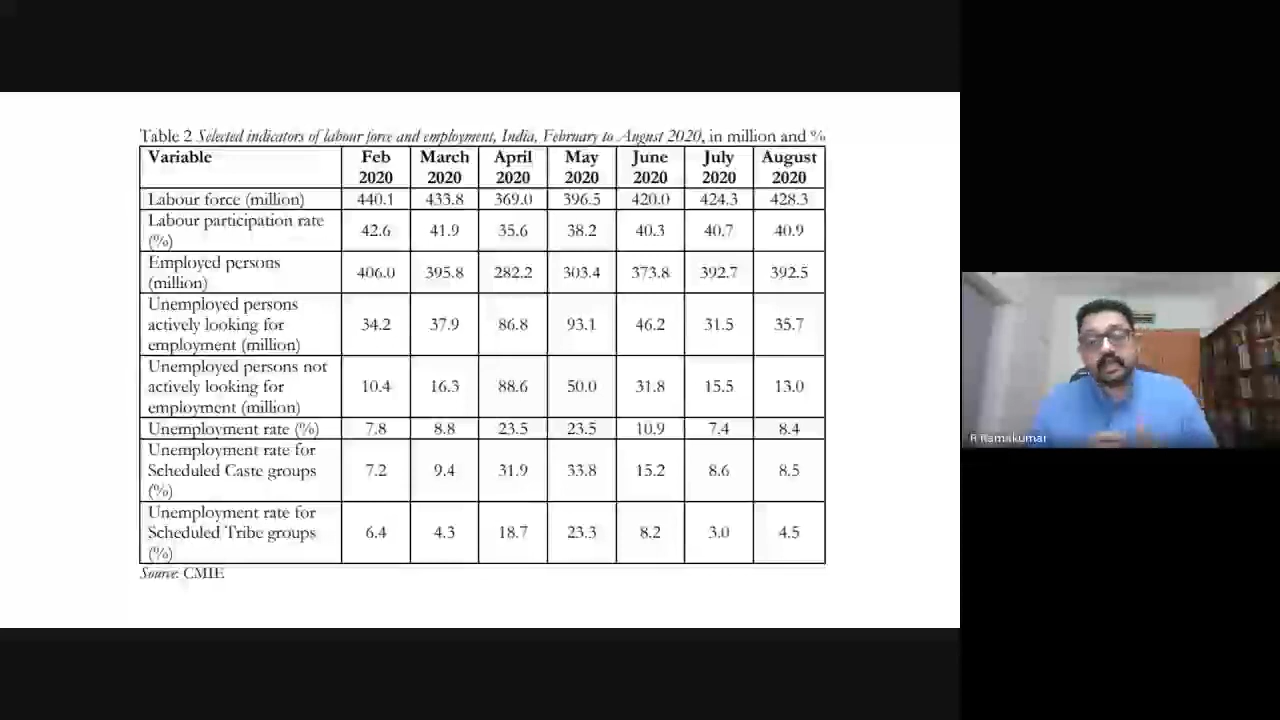 Table 2 Selected indicators of labour force and employment, India, February to August 2020, in million and %
Variable Feb 2020 March 2020 April 2020 May 2020 June 2020 July 2020 August 2020
Labour force (million) 440.1 433.8 369.0 396.5 420.0 424.3 428.3
Labour participation rate (%) 42.6 41.9 35.6 38.2 40.3 40.7 40.9
Employed persons (million) 406.0 395.8 282.2 303.4 373.8 392.7 392.5
Unemployed persons actively looking for employment (million) 34.2 37.9 86.8 93.1 46.2 31.5 35.7
Unemployed persons not actively looking for employment (million) 10.4 16.3 88.6 50.0 31.8 15.5 13.0
Unemployment rate (%) 7.8 8.8 23.5 23.5 10.9 7.4 8.4
Unemployment rate for Scheduled Caste groups (%) 7.2 9.4 31.9 33.8 15.2 8.6 8.5
Unemployment rate for Scheduled Tribe groups (%) 6.4 4.3 18.7 23.3 8.2 3.0 4.5
Source: CMIE
R Ramakumar